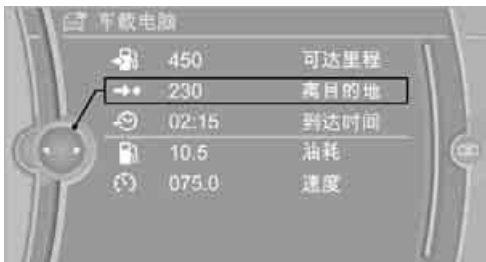 车载电脑
450 可达里程
230 离目的地
02:15 到达时间
10.5 油耗
075.0 速度